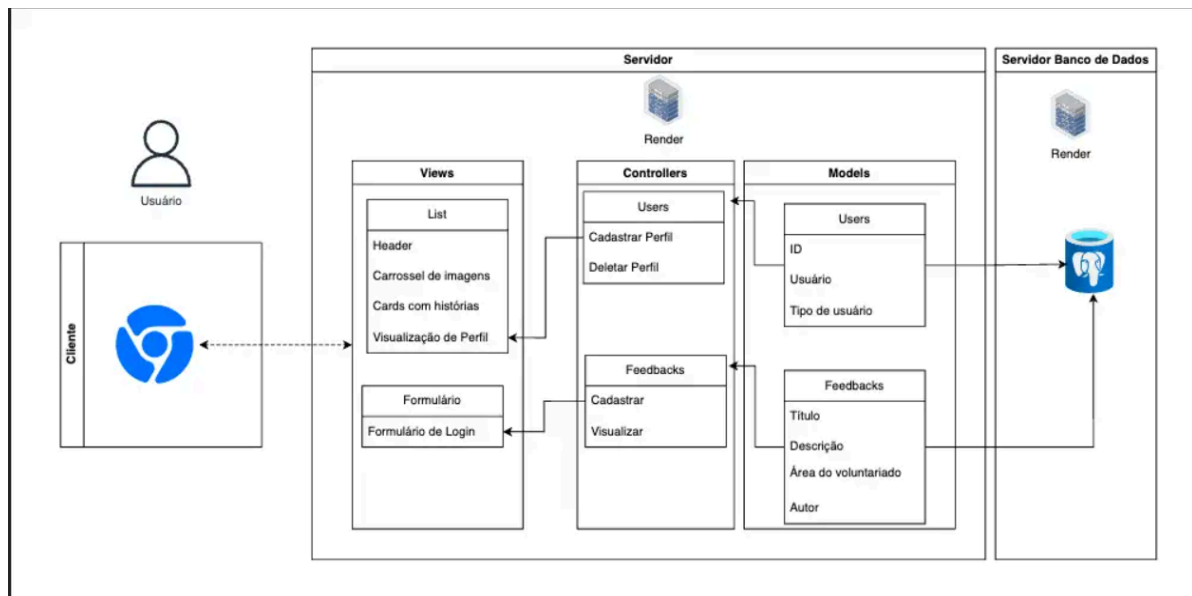 Usuário
Cliente
Servidor
Render
Views
List
Header
Carrossel de imagens
Cards com histórias
Visualização de Perfil
Formulário
Formulário de Login
Controllers
Users
Cadastrar Perfil
Deletar Perfil
Feedbacks
Cadastrar
Visualizar
Models
Users
ID
Usuário
Tipo de usuário
Feedbacks
Título
Descrição
Área do voluntariado
Autor
Servidor Banco de Dados
Render